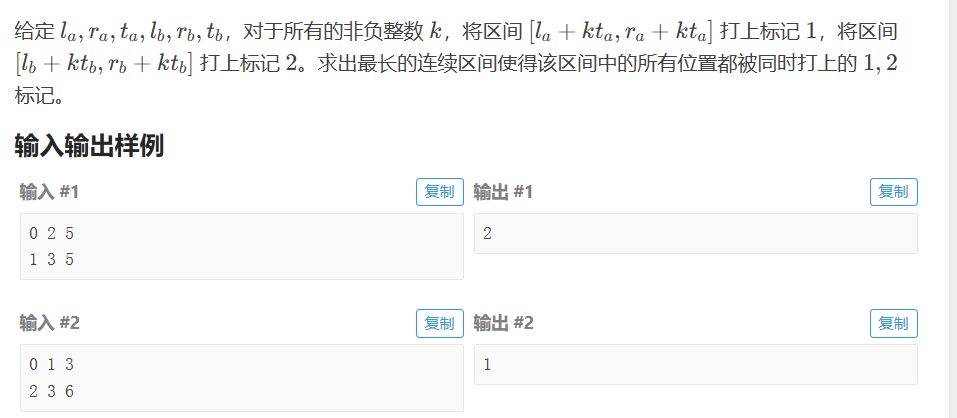 给定 $l_a, r_a, t_a, l_b, r_b, t_b$，对于所有的非负整数 $k$，将区间 $[l_a + kt_a, r_a + kt_a]$ 打上标记 $1$，将区间
$[l_b + kt_b, r_b + kt_b]$ 打上标记 $2$。求出最长的连续区间使得该区间中的所有位置都被同时打上的 $1, 2$
标记。
输入输出样例
输入 #1 复制 输出 #1 复制
0 2 5 2
1 3 5
输入 #2 复制 输出 #2 复制
0 1 3 1
2 3 6